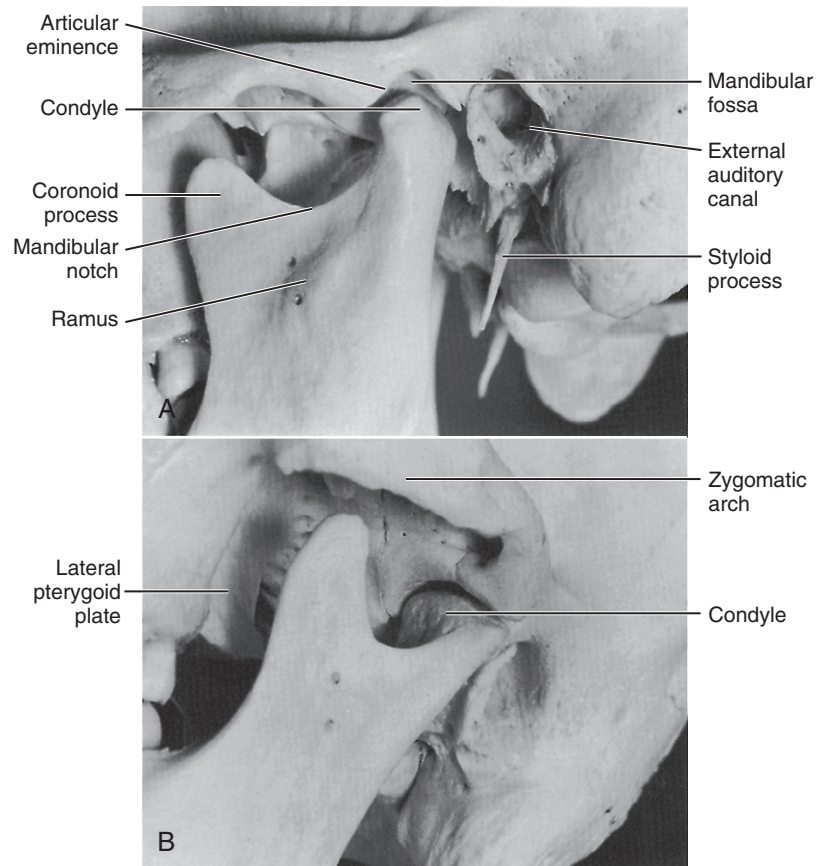 Articular
eminence
Condyle
Coronoid
process
Mandibular
notch
Ramus
Mandibular
fossa
External
auditory
canal
Styloid
process
A
Zygomatic
arch
Lateral
pterygoid
plate
Condyle
B